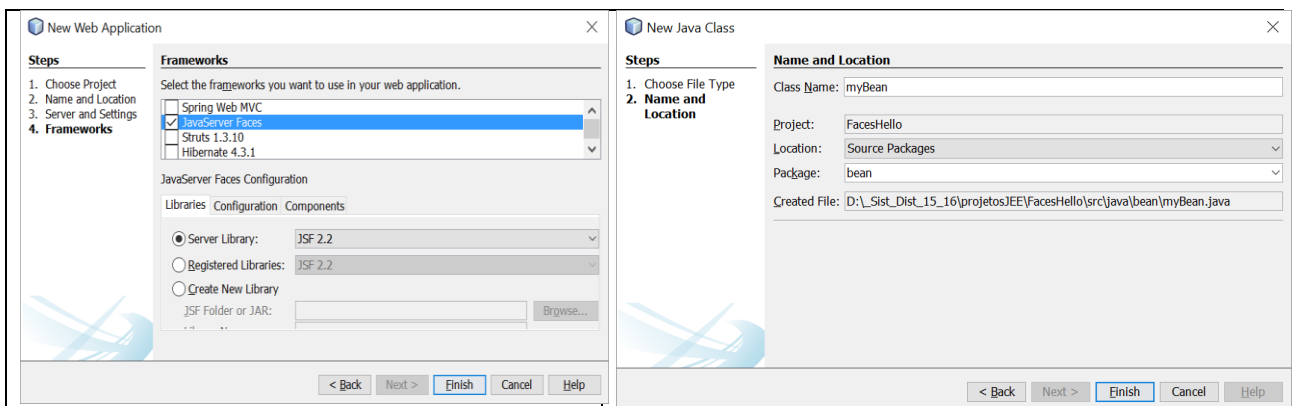 New Web Application
Steps
1. Choose Project
2. Name and Location
3. Server and Settings
4. Frameworks
Frameworks
Select the frameworks you want to use in your web application.
Spring Web MVC
JavaServer Faces
Struts 1.3.10
Hibernate 4.3.1
JavaServer Faces Configuration
Libraries Configuration Components
Server Library: JSF 2.2
Registered Libraries: JSF 2.2
Create New Library
JSF Folder or JAR: Browse...
< Back Next > Finish Cancel Help
New Java Class
Steps
1. Choose File Type
2. Name and
Location
Name and Location
Class Name: myBean
Project: FacesHello
Location: Source Packages
Package: bean
Created File: D:\_Sist_Dist_15_16\projetosJEE\FacesHello\src\java\bean\myBean.java
< Back Next > Finish Cancel Help